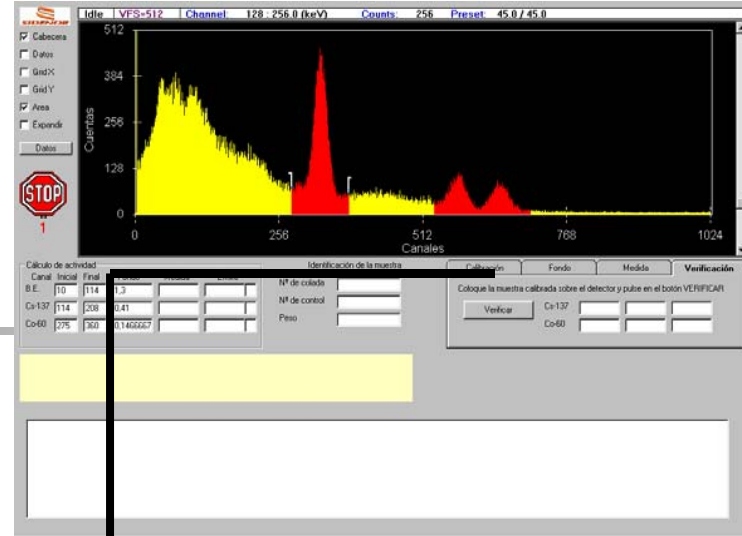 SIDENOR
Idle VFS=512 Channel: 128 : 256.0 (keV) Counts: 256 Preset: 45.0 / 45.0
Cabecera
Datos
Grid X
Grid Y
Area
Expandir
Datos
STOP
1
Cuentas
512
384
256
128
0
0 256 512 768 1024
Canales
Cálculo de actividad
Canal Inicial Final
B.E. 10 114 1,3
Cs-137 114 208 0,41
Co-60 275 360 0,1466667
Identificación de la muestra
Nº de colada
Nº de control
Peso
Calibración Fondo Medida Verificación
Coloque la muestra calibrada sobre el detector y pulse en el botón VERIFICAR
Verificar Cs-137
Co-60